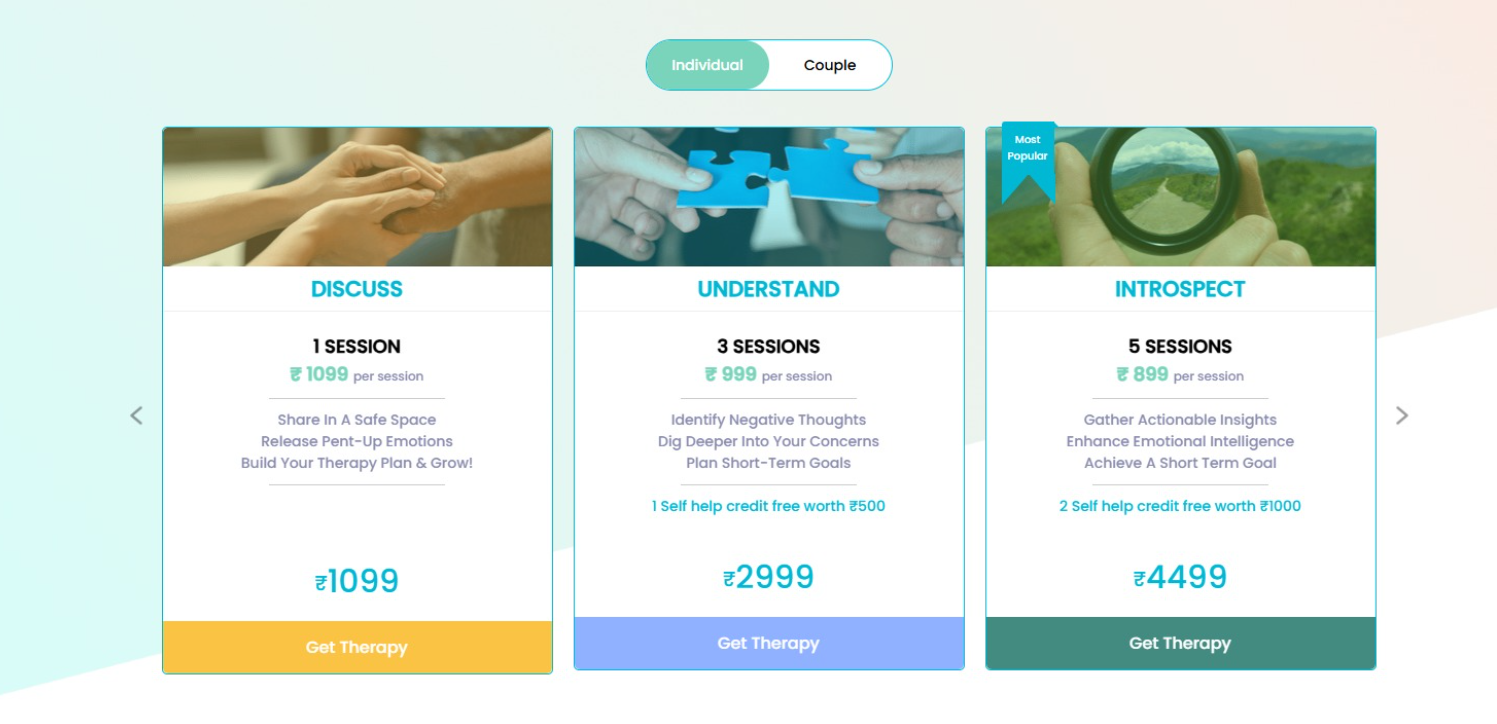 Individual
Couple
Most
Popular
DISCUSS
1 SESSION
₹ 1099 per session
Share In A Safe Space
Release Pent-Up Emotions
Build Your Therapy Plan & Grow!
₹1099
Get Therapy
UNDERSTAND
3 SESSIONS
₹ 999 per session
Identify Negative Thoughts
Dig Deeper Into Your Concerns
Plan Short-Term Goals
1 Self help credit free worth ₹500
₹2999
Get Therapy
INTROSPECT
5 SESSIONS
₹ 899 per session
Gather Actionable Insights
Enhance Emotional Intelligence
Achieve A Short Term Goal
2 Self help credit free worth ₹1000
₹4499
Get Therapy